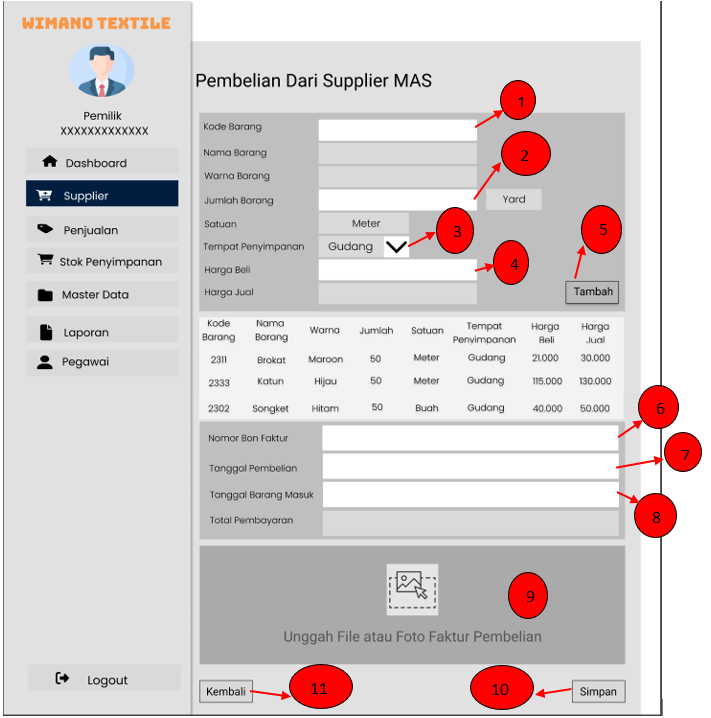 WIMANO TEXTILE
Pemilik
XXXXXXXXXXXXX
Dashboard
Supplier
Penjualan
Stok Penyimpanan
Master Data
Laporan
Pegawai
Logout
Pembelian Dari Supplier MAS
1
Kode Barang
Nama Barang
2
Warna Barang
Jumlah Barang Yard
Satuan Meter
3
5
Tempat Penyimpanan Gudang
4
Harga Beli
Harga Jual
Tambah
Kode Barang Nama Barang Warna Jumlah Satuan Tempat Penyimpanan Harga Beli Harga Jual
2311 Brokat Maroon 50 Meter Gudang 21.000 30.000
2333 Katun Hijau 50 Meter Gudang 115.000 130.000
2302 Songket Hitam 50 Buah Gudang 40.000 50.000
6
Nomor Bon Faktur
7
Tanggal Pembelian
Tanggal Barang Masuk
8
Total Pembayaran
9
Unggah File atau Foto Faktur Pembelian
Kembali 11 10 Simpan